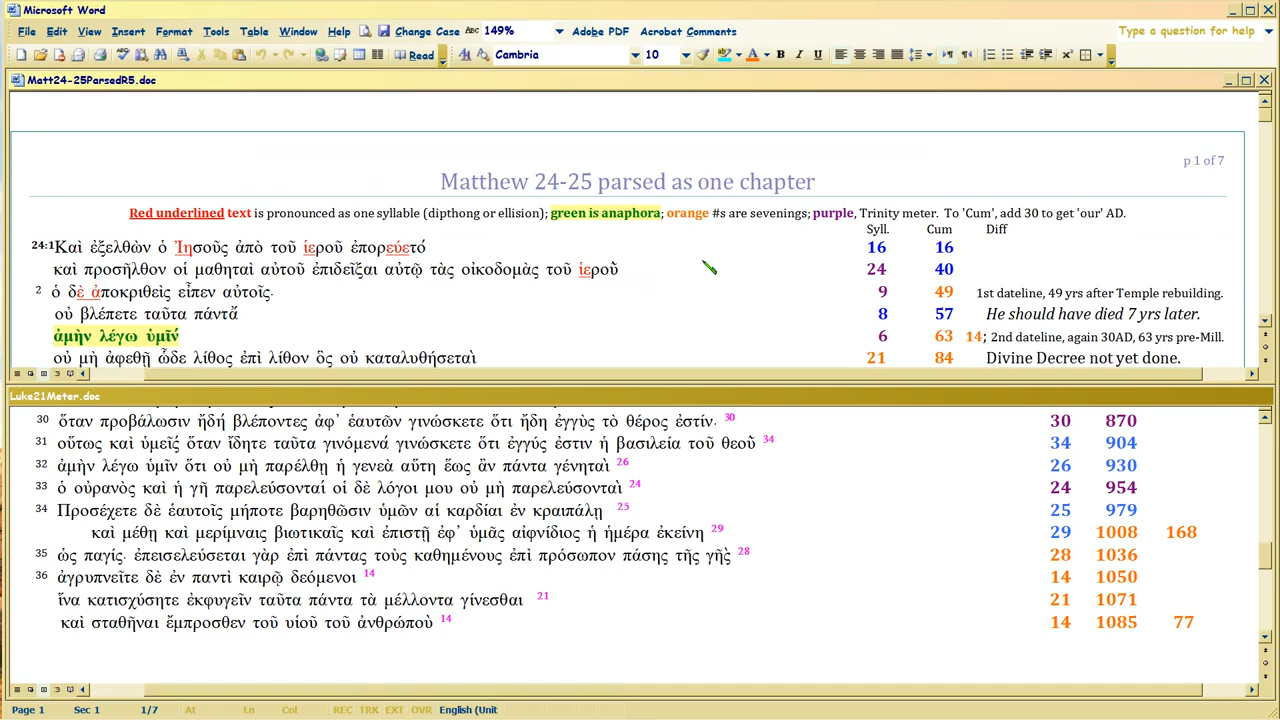 Microsoft Word
File Edit View Insert Format Tools Table Window Help Change Case ABC 149% Adobe PDF Acrobat Comments Type a question for help
Read Cambria 10 B I U
Matt24-25ParsedR5.doc
p 1 of 7
Matthew 24-25 parsed as one chapter
Red underlined text is pronounced as one syllable (dipthong or ellision); green is anaphora; orange #s are sevenings; purple, Trinity meter. To 'Cum', add 30 to get 'our' AD.
Syll. Cum Diff
24:1 Καὶ ἐξελθὼν ὁ Ἰησοῦς ἀπὸ τοῦ ἱεροῦ ἐπορεύετό 16 16
καὶ προσῆλθον οἱ μαθηταὶ αὐτοῦ ἐπιδεῖξαι αὐτῷ τὰς οἰκοδομὰς τοῦ ἱεροῦ 24 40
2 ὁ δὲ ἀποκριθεὶς εἶπεν αὐτοῖς· 9 49 1st dateline, 49 yrs after Temple rebuilding.
οὐ βλέπετε ταῦτα πάντά 8 57 He should have died 7 yrs later.
ἀμὴν λέγω ὑμῖν 6 63 14; 2nd dateline, again 30AD, 63 yrs pre-Mill.
οὐ μὴ ἀφεθῇ ὧδε λίθος ἐπὶ λίθον ὃς οὐ καταλυθήσεταὶ 21 84 Divine Decree not yet done.
Luke21Meter.doc
30 ὅταν προβάλωσιν ἤδή βλέποντες ἀφ᾽ ἑαυτῶν γινώσκετε ὅτι ἤδη ἐγγὺς τὸ θέρος ἐστίν· 30 30 870
31 οὕτως καὶ ὑμεῖς ὅταν ἴδητε ταῦτα γινόμενά γινώσκετε ὅτι ἐγγύς ἐστιν ἡ βασιλεία τοῦ θεοῦ 34 34 904
32 ἀμὴν λέγω ὑμῖν ὅτι οὐ μὴ παρέλθῃ ἡ γενεὰ αὕτη ἕως ἂν πάντα γένηταὶ 26 26 930
33 ὁ οὐρανὸς καὶ ἡ γῆ παρελεύσονταί οἱ δὲ λόγοι μου οὐ μὴ παρελεύσονταὶ 24 24 954
34 Προσέχετε δὲ ἑαυτοῖς μήποτε βαρηθῶσιν ὑμῶν αἱ καρδίαι ἐν κραιπάλῃ 25 25 979
καὶ μέθῃ καὶ μερίμναις βιωτικαῖς καὶ ἐπιστῇ ἐφ᾽ ὑμᾶς αἰφνίδιος ἡ ἡμέρα ἐκείνη 29 29 1008 168
35 ὡς παγίς· ἐπεισελεύσεται γὰρ ἐπὶ πάντας τοὺς καθημένους ἐπὶ πρόσωπον πάσης τῆς γῆς 28 28 1036
36 ἀγρυπνεῖτε δὲ ἐν παντὶ καιρῷ δεόμενοι 14 14 1050
ἵνα κατισχύσητε ἐκφυγεῖν ταῦτα πάντα τὰ μέλλοντα γίνεσθαι 21 21 1071
καὶ σταθῆναι ἔμπροσθεν τοῦ υἱοῦ τοῦ ἀνθρώποὺ 14 14 1085 77
Page 1 Sec 1 1/7 At Ln Col REC TRK EXT OVR English (Unit